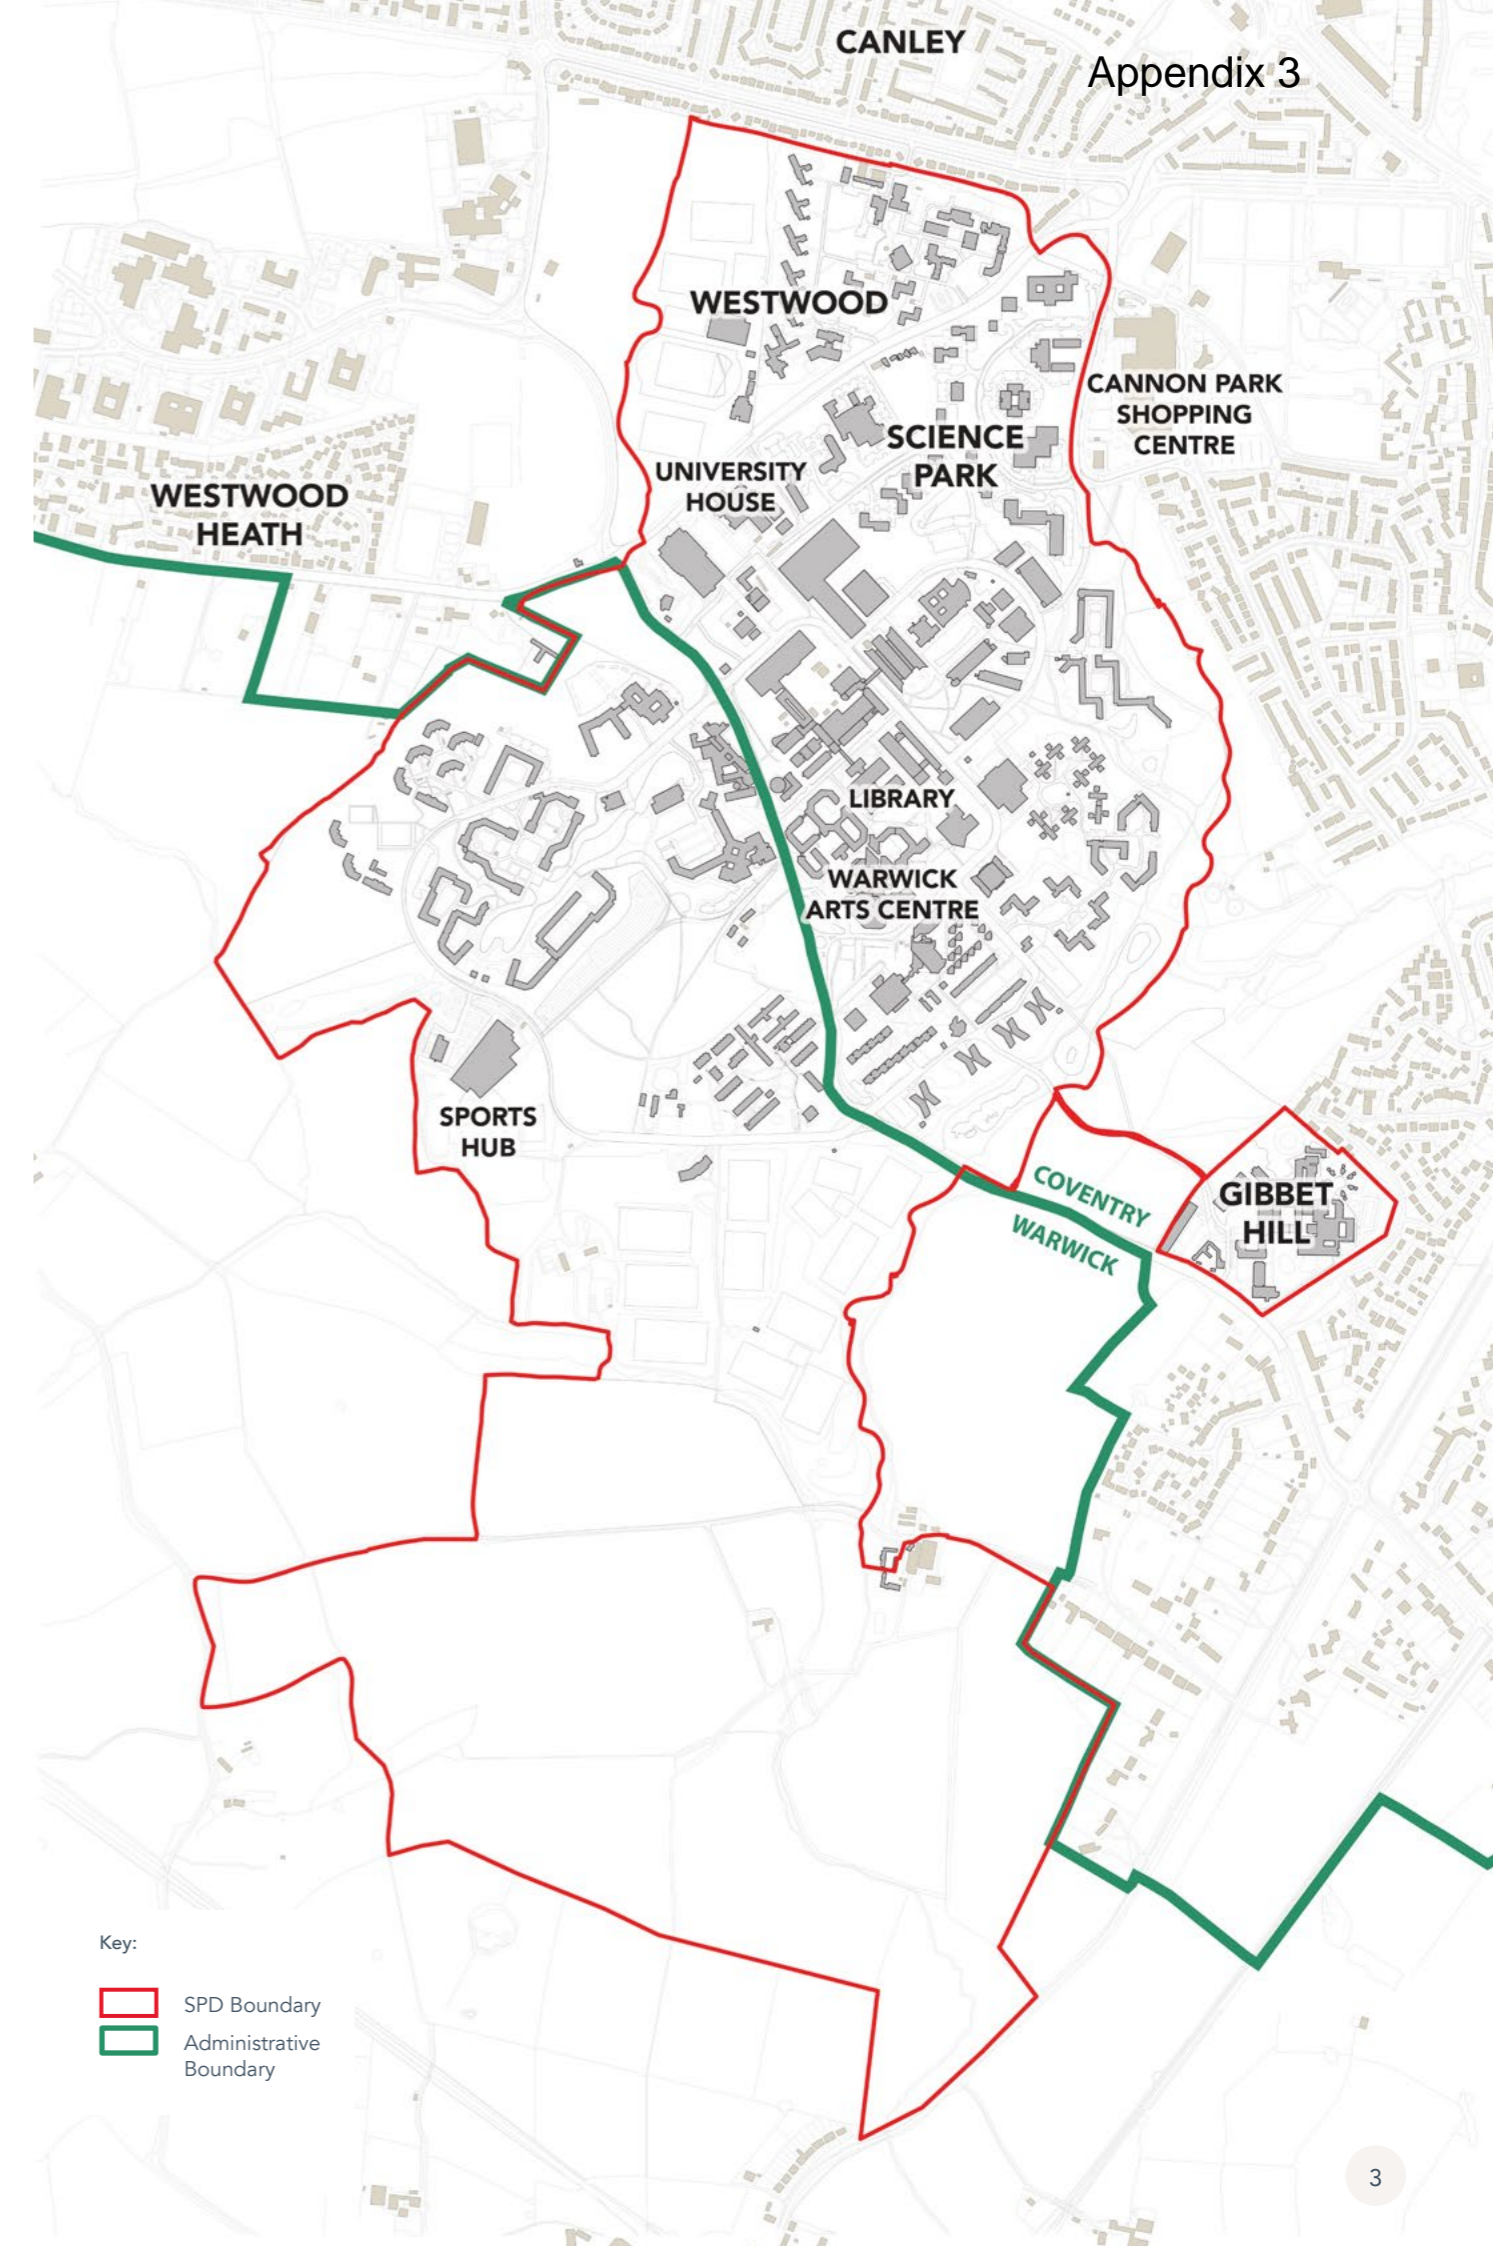 CANLEY
Appendix 3
WESTWOOD
CANNON PARK
SHOPPING
CENTRE
SCIENCE
PARK
UNIVERSITY
HOUSE
WESTWOOD
HEATH
LIBRARY
WARWICK
ARTS CENTRE
SPORTS
HUB
COVENTRY
WARWICK
GIBBET
HILL
Key:
SPD Boundary
Administrative
Boundary
3